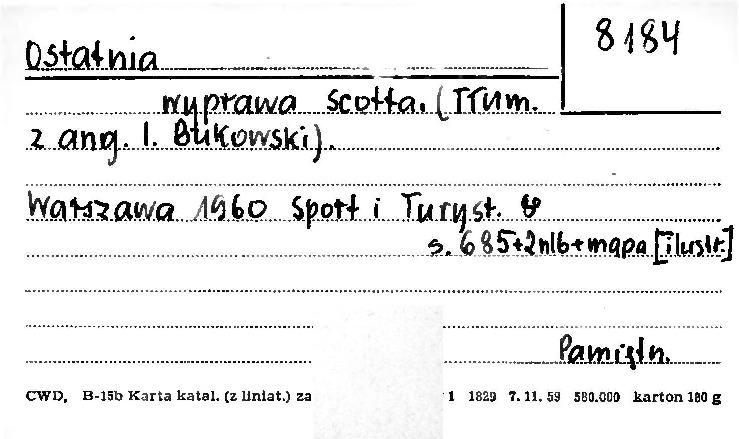 8184
Ostatnia
wyprawa Scotta. (Tłum.
z ang. I. Bukowski).
Warszawa 1960 Sport i Turyst.
s. 685+2nlb+mapa [ilustr.]
Pamiętn.
CWD, B-15b Karta katal. (z liniat.) za 1 1829 7.11.59 580.000 karton 180 g